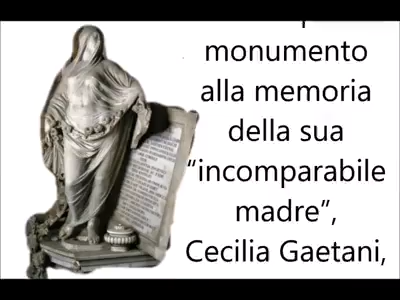 monumento
alla memoria
della sua
“incomparabile
madre”,
Cecilia Gaetani,